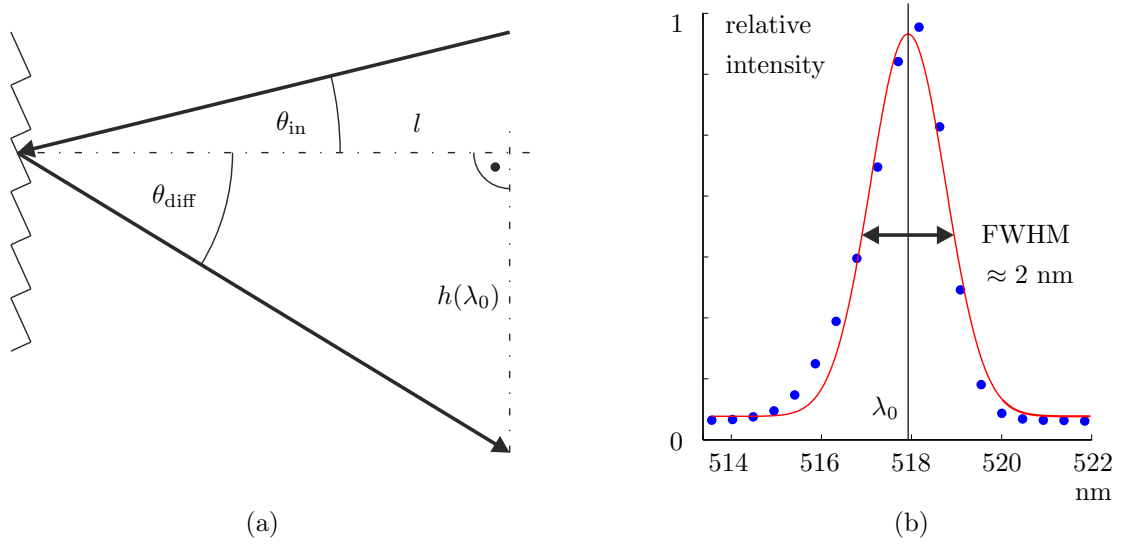 θin
l
θdiff
h(λ0)
(a)
1
relative
intensity
FWHM
≈ 2 nm
λ0
0
514 516 518 520 522
nm
(b)